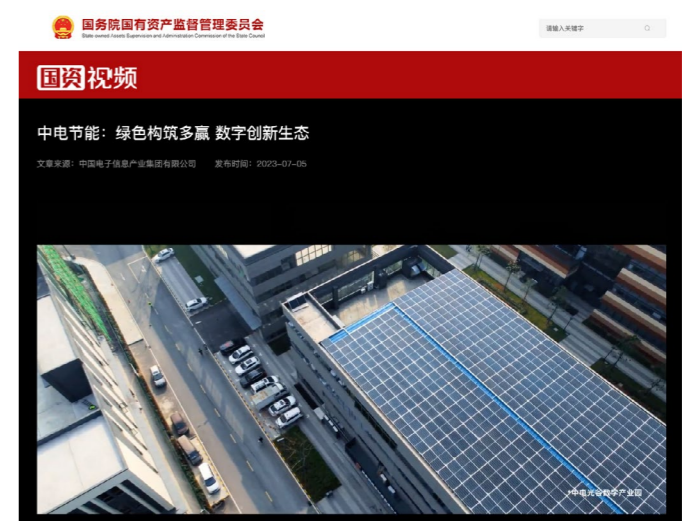 国务院国有资产监督管理委员会
State-owned Assets Supervision and Administration Commission of the State Council
请输入关键字
国资视频
中电节能：绿色构筑多赢 数字创新生态
文章来源：中国电子信息产业集团有限公司 发布时间：2023-07-05
*中电光谷数字产业园